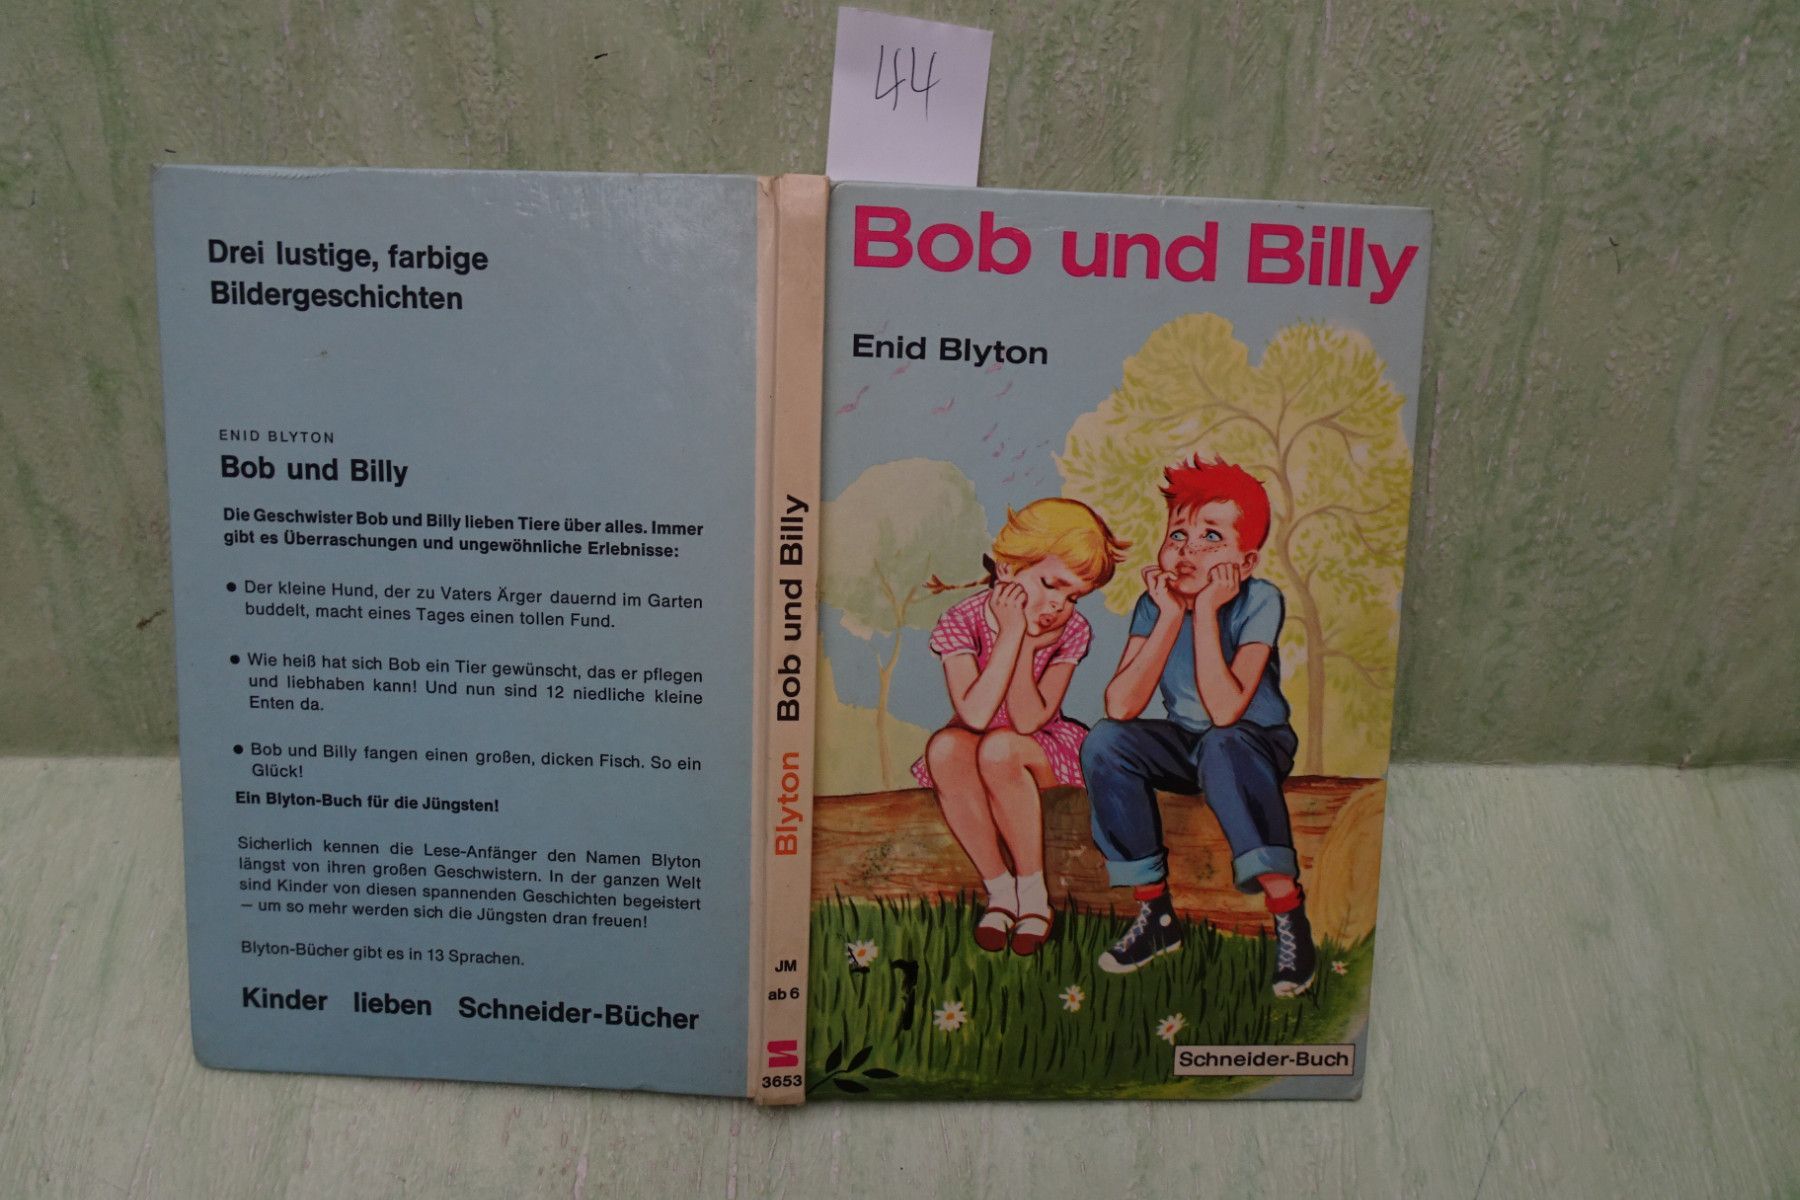 44
Drei lustige, farbige
Bildergeschichten
ENID BLYTON
Bob und Billy
Die Geschwister Bob und Billy lieben Tiere über alles. Immer
gibt es Überraschungen und ungewöhnliche Erlebnisse:
● Der kleine Hund, der zu Vaters Ärger dauernd im Garten
buddelt, macht eines Tages einen tollen Fund.
● Wie heiß hat sich Bob ein Tier gewünscht, das er pflegen
und liebhaben kann! Und nun sind 12 niedliche kleine
Enten da.
● Bob und Billy fangen einen großen, dicken Fisch. So ein
Glück!
Ein Blyton-Buch für die Jüngsten!
Sicherlich kennen die Lese-Anfänger den Namen Blyton
längst von ihren großen Geschwistern. In der ganzen Welt
sind Kinder von diesen spannenden Geschichten begeistert
— um so mehr werden sich die Jüngsten dran freuen!
Blyton-Bücher gibt es in 13 Sprachen.
Kinder lieben Schneider-Bücher
Blyton Bob und Billy
JM
ab 6
3653
Bob und Billy
Enid Blyton
Schneider-Buch